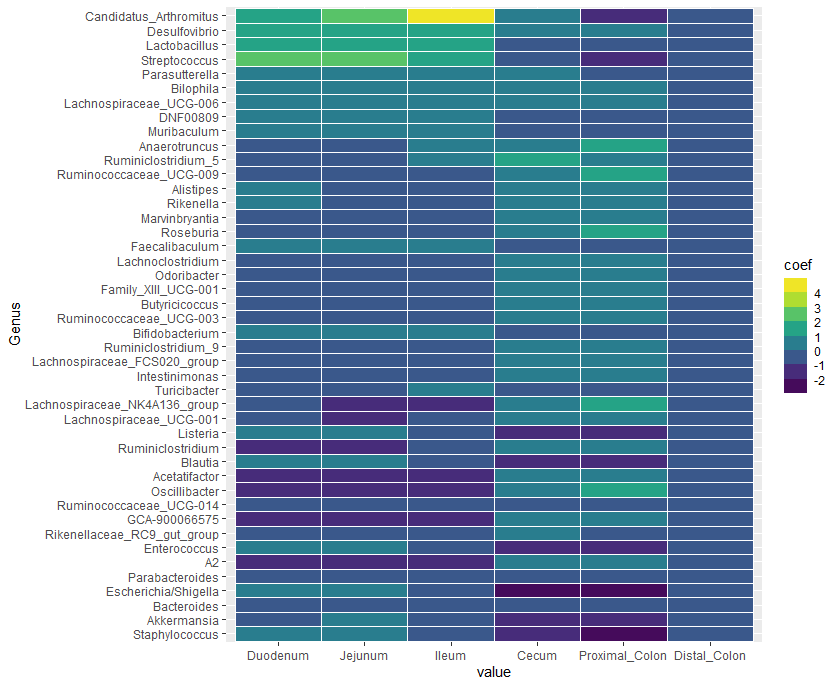 Candidatus_Arthromitus
Desulfovibrio
Lactobacillus
Streptococcus
Parasutterella
Bilophila
Lachnospiraceae_UCG-006
DNF00809
Muribaculum
Anaerotruncus
Ruminiclostridium_5
Ruminococcaceae_UCG-009
Alistipes
Rikenella
Marvinbryantia
Roseburia
Faecalibaculum
Lachnoclostridium
Odoribacter
Family_XIII_UCG-001
Butyricicoccus
Ruminococcaceae_UCG-003
Bifidobacterium
Ruminiclostridium_9
Lachnospiraceae_FCS020_group
Intestinimonas
Turicibacter
Lachnospiraceae_NK4A136_group
Lachnospiraceae_UCG-001
Listeria
Ruminiclostridium
Blautia
Acetatifactor
Oscillibacter
Ruminococcaceae_UCG-014
GCA-900066575
Rikenellaceae_RC9_gut_group
Enterococcus
A2
Parabacteroides
Escherichia/Shigella
Bacteroides
Akkermansia
Staphylococcus
Genus
Duodenum Jejunum Ileum Cecum Proximal_Colon Distal_Colon
value
coef
4
3
2
1
0
-1
-2